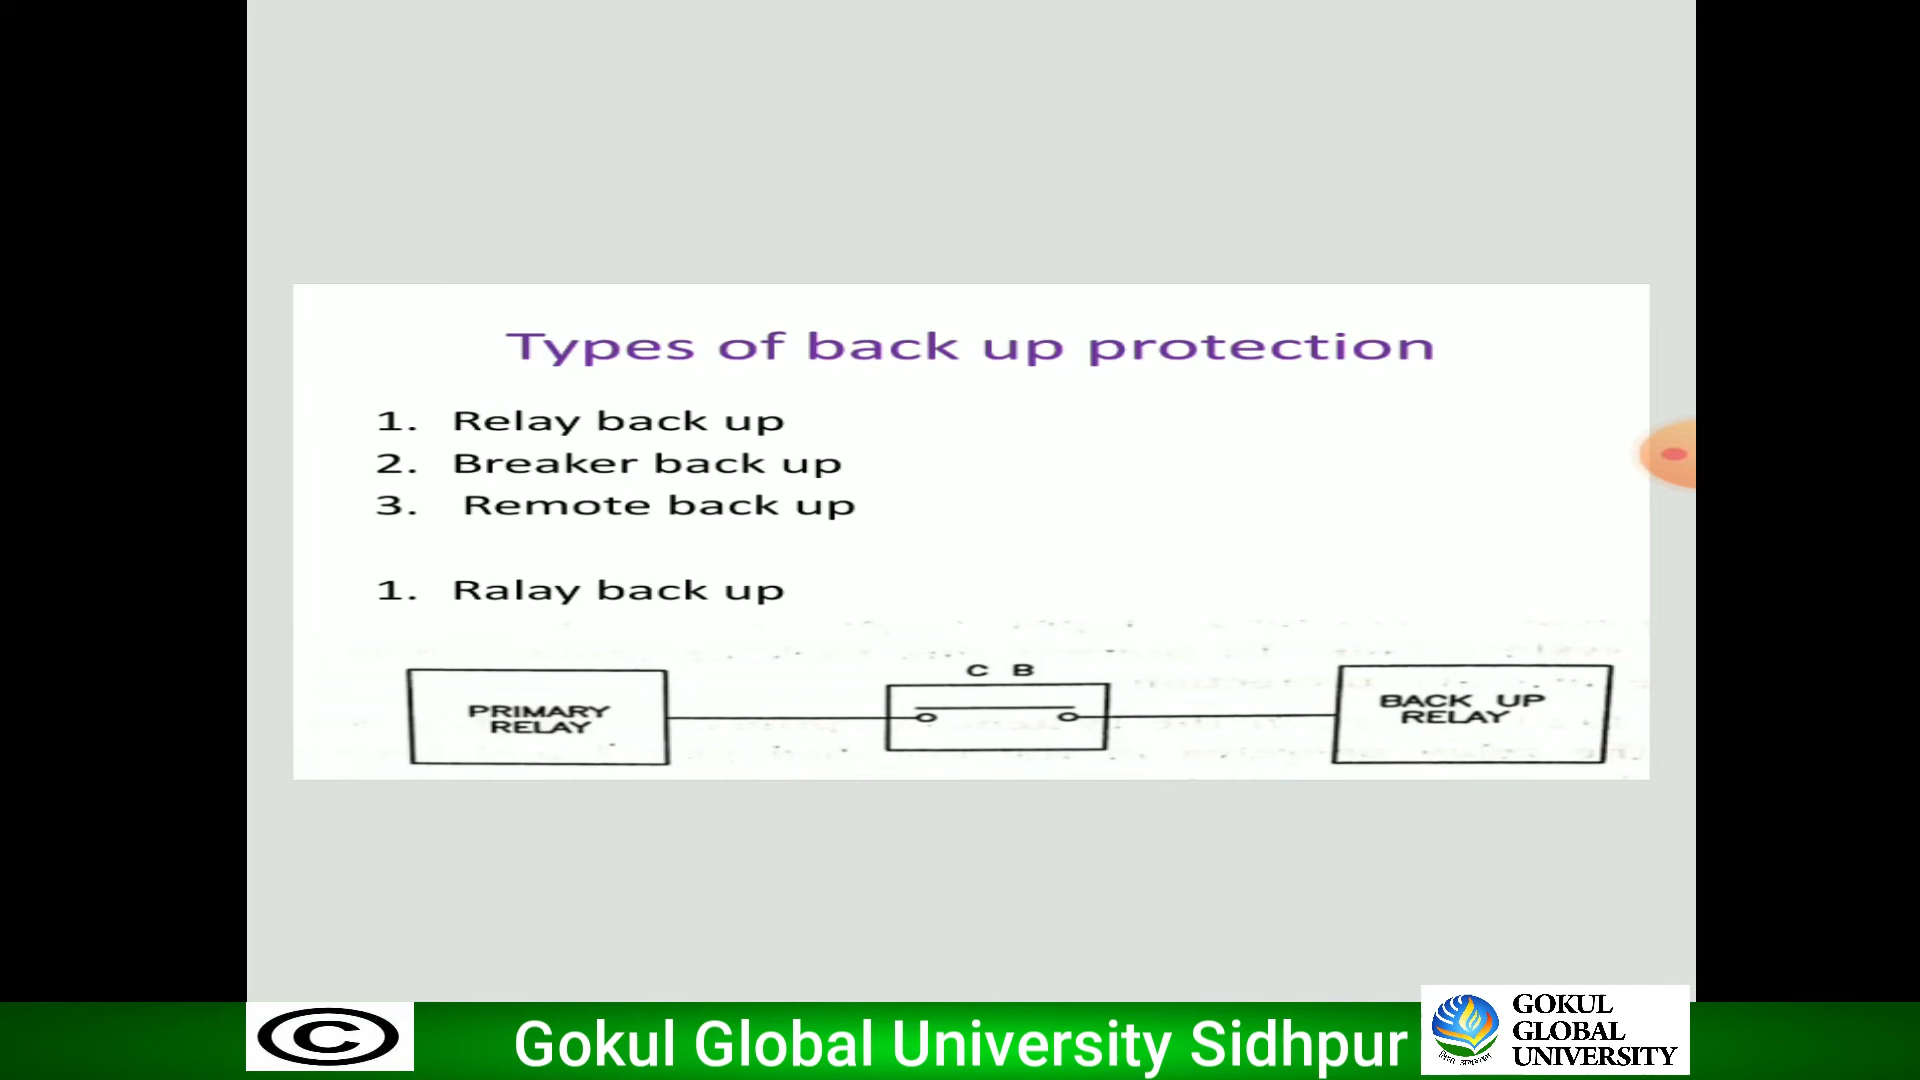 Types of back up protection
1. Relay back up
2. Breaker back up
3. Remote back up
1. Ralay back up
PRIMARY
RELAY
C B
BACK UP
RELAY
C
Gokul Global University Sidhpur
GOKUL
GLOBAL
UNIVERSITY